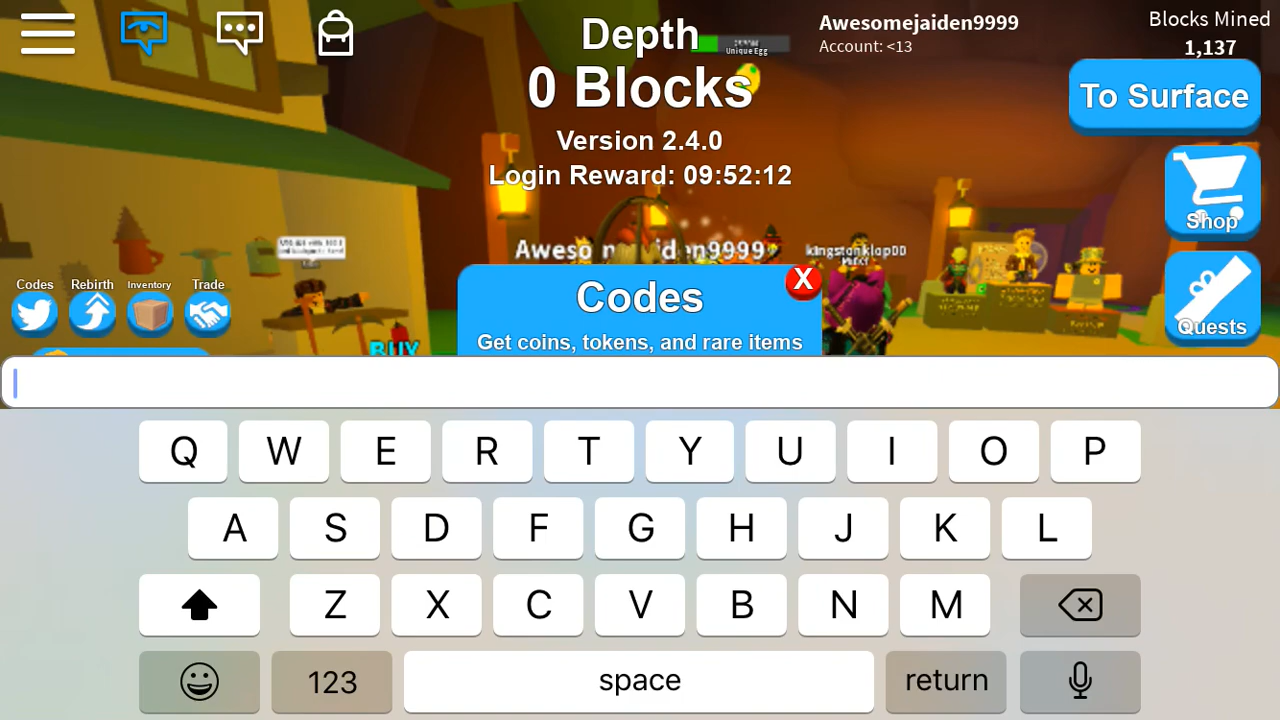 Depth
0 Blocks
Version 2.4.0
Login Reward: 09:52:12
Unique Egg
Awesomejaiden9999
Account: <13
Blocks Mined
1,137
To Surface
Shop
Quests
Codes
Rebirth
Inventory
Trade
kingstonklopDD
BUY
Codes
X
Get coins, tokens, and rare items
Q W E R T Y U I O P
A S D F G H J K L
Z X C V B N M
123
space
return